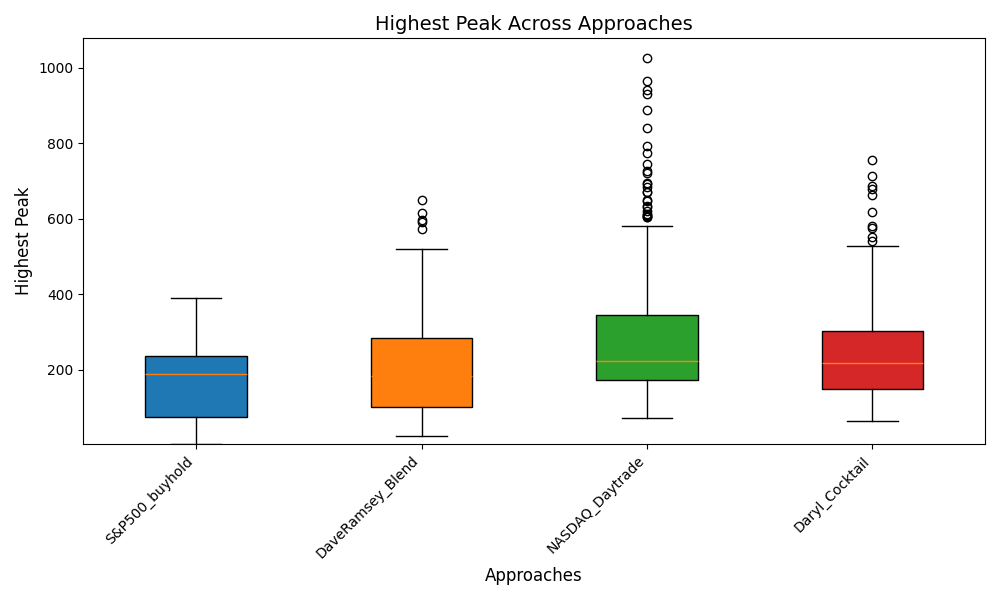 Highest Peak Across Approaches
Highest Peak
1000
800
600
400
200
S&P500_buyhold
DaveRamsey_Blend
NASDAQ_Daytrade
Daryl_Cocktail
Approaches